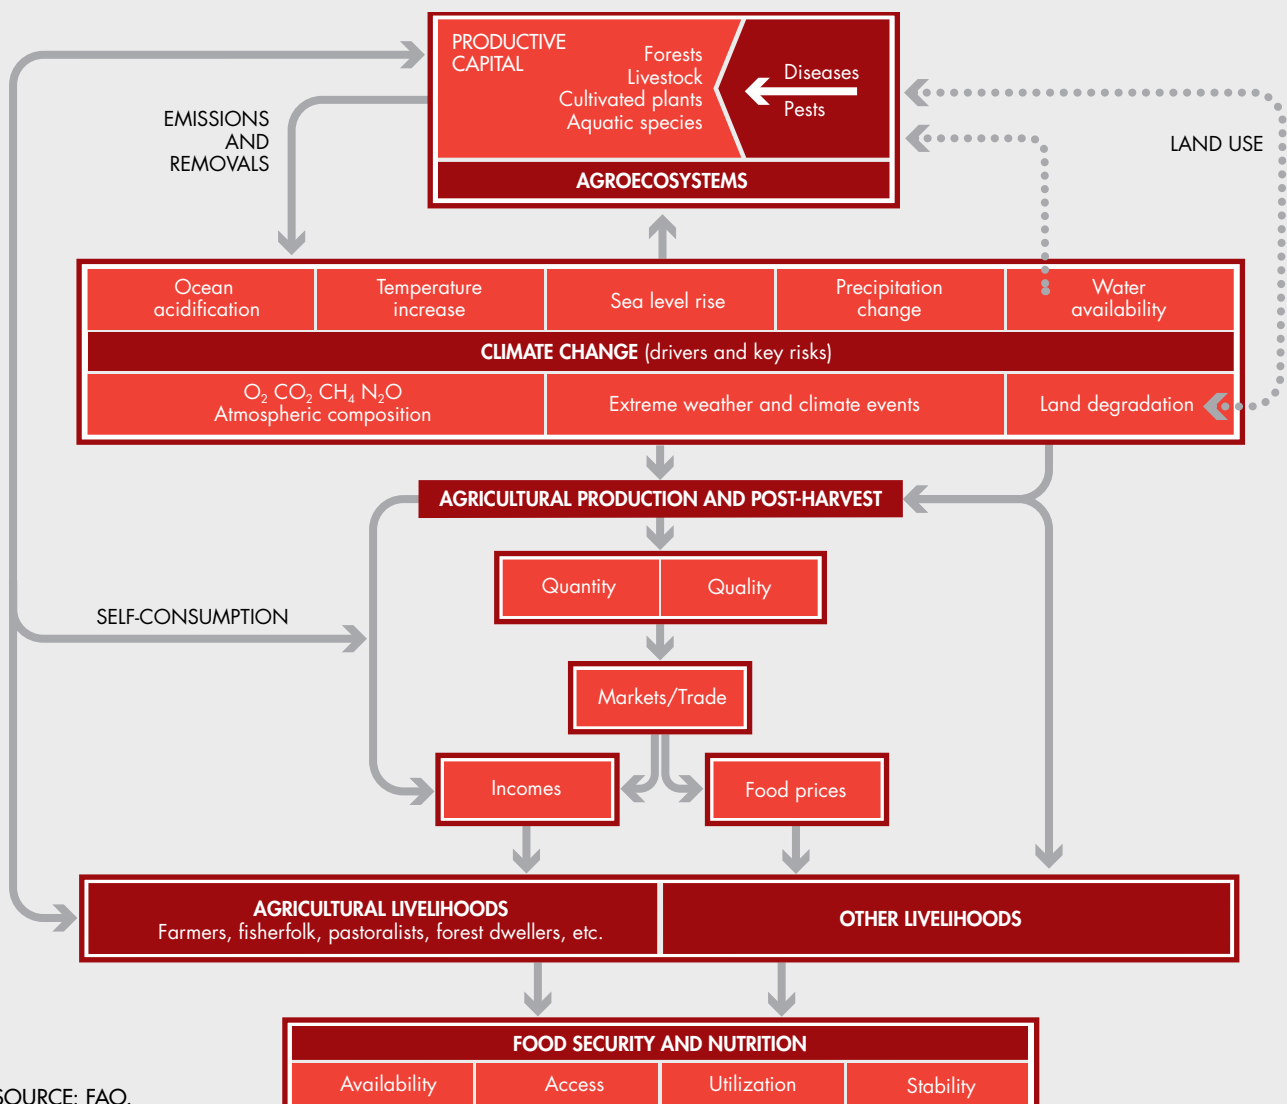 PRODUCTIVE
CAPITAL
Forests
Livestock
Cultivated plants
Aquatic species
Diseases
Pests
AGROECOSYSTEMS
EMISSIONS
AND
REMOVALS
LAND USE
Ocean
acidification
Temperature
increase
Sea level rise
Precipitation
change
Water
availability
CLIMATE CHANGE (drivers and key risks)
O₂ CO₂ CH₄ N₂O
Atmospheric composition
Extreme weather and climate events
Land degradation
AGRICULTURAL PRODUCTION AND POST-HARVEST
Quantity
Quality
SELF-CONSUMPTION
Markets/Trade
Incomes
Food prices
AGRICULTURAL LIVELIHOODS
Farmers, fisherfolk, pastoralists, forest dwellers, etc.
OTHER LIVELIHOODS
FOOD SECURITY AND NUTRITION
Availability
Access
Utilization
Stability
SOURCE: FAO.